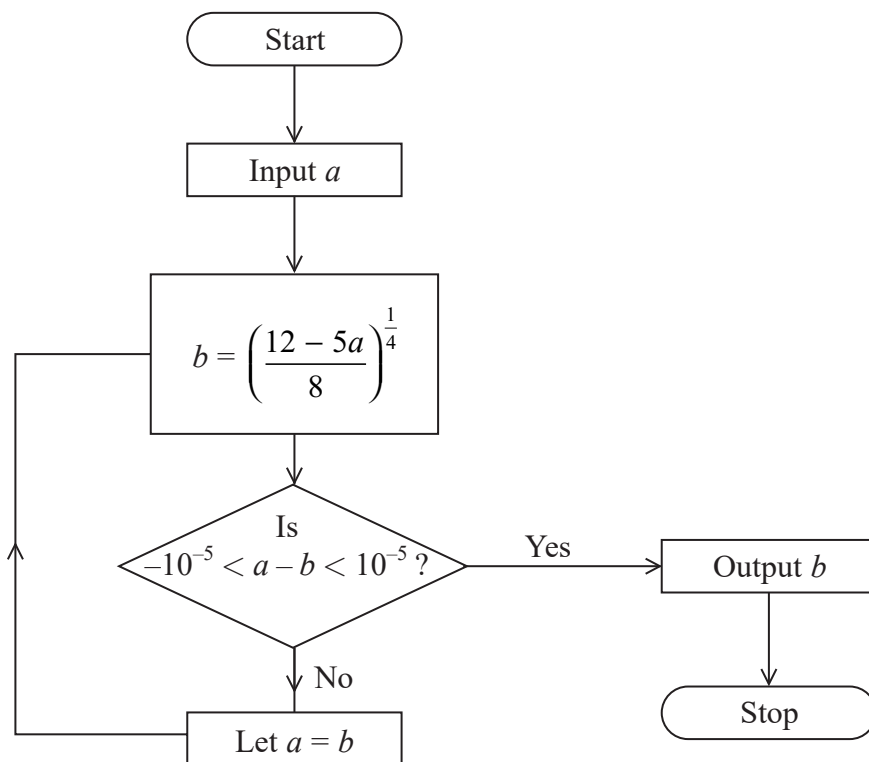 Start
Input a
b = ((12 − 5a)/8)^(1/4)
Is
–10⁻⁵ < a – b < 10⁻⁵ ?
Yes
Output b
No
Let a = b
Stop